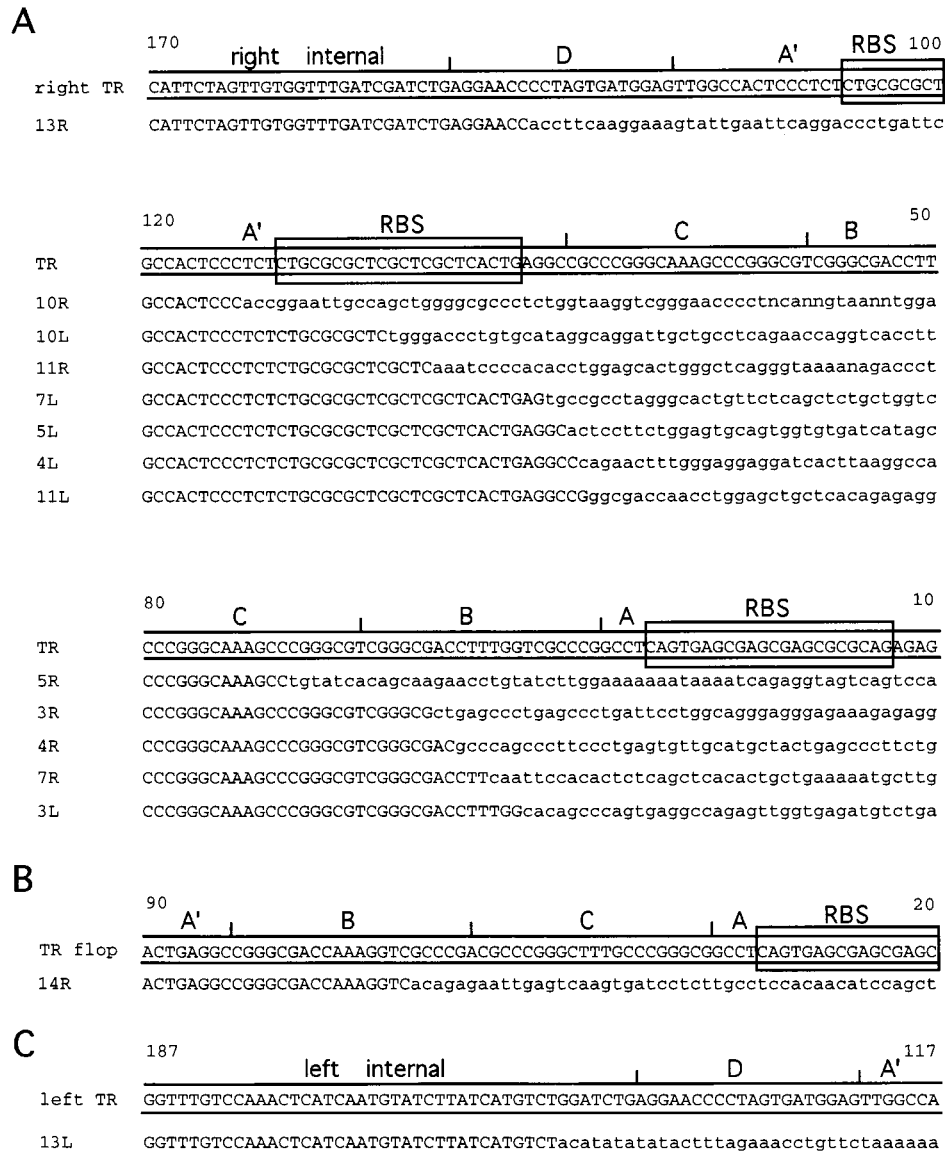 A
170 right internal D A' RBS 100
right TR CATTCTAGTTGTGGTTTGATCGATCTGAGGAACCCCTAGTGATGGAGTTGGCCACTCCCTCTCTGCGCGCT
13R CATTCTAGTTGTGGTTTGATCGATCTGAGGAACCaccttcaaggaaagtattgaattcaggaccctgattc
120 A' RBS C B 50
TR GCCACTCCCTCTCTGCGCGCTCGCTCGCTCACTGAGGCCGCCCGGGCAAAGCCCGGGCGTCGGGCGACCTT
10R GCCACTCCCaccggaattgccagctggggcgccctctggtaaggtcgggaacccctncanngtaanntgga
10L GCCACTCCCTCTCTGCGCGCTCtgggaccctgtgcataggcaggattgctgcctcagaaccaggtcacctt
11R GCCACTCCCTCTCTGCGCGCTCGCTCaaatccccacacctggagcactgggctcagggtaaaanagaccct
7L GCCACTCCCTCTCTGCGCGCTCGCTCGCTCACTGAGtgccgcctagggcactgttctcagctctgctggtc
5L GCCACTCCCTCTCTGCGCGCTCGCTCGCTCACTGAGGCActccttctggagtgcagtggtgtgatcatagc
4L GCCACTCCCTCTCTGCGCGCTCGCTCGCTCACTGAGGCCcagaactttgggaggaggatcacttaaggcca
11L GCCACTCCCTCTCTGCGCGCTCGCTCGCTCACTGAGGCCGggcgaccaacctggagctgctcacagagagg
80 C B A RBS 10
TR CCCGGGCAAAGCCCGGGCGTCGGGCGACCTTTGGTCGCCCGGCCTCAGTGAGCGAGCGAGCGCGCAGAGAG
5R CCCGGGCAAAGCCtgtatcacagcaagaacctgtatcttggaaaaaaataaaatcagaggtagtcagtcca
3R CCCGGGCAAAGCCCGGGCGTCGGGCGctgagccctgagccctgattcctggcagggagggagaaagagagg
4R CCCGGGCAAAGCCCGGGCGTCGGGCGACgcccagcccttccctgagtgttgcatgctactgagcccttctg
7R CCCGGGCAAAGCCCGGGCGTCGGGCGACCTTcaattccacactctcagctcacactgctgaaaaatgcttg
3L CCCGGGCAAAGCCCGGGCGTCGGGCGACCTTTGGcacagcccagtgaggccagagttggtgagatgtctga
B
90 A' B C A RBS 20
TR flop ACTGAGGCCGGGCGACCAAAGGTCGCCCGACGCCCGGGCTTTGCCCGGGCGGCCTCAGTGAGCGAGCGAGC
14R ACTGAGGCCGGGCGACCAAAGGTCacagagaattgagtcaagtgatcctcttgcctccacaacatccagct
C
187 left internal D A' 117
left TR GGTTTGTCCAAACTCATCAATGTATCTTATCATGTCTGGATCTGAGGAACCCCTAGTGATGGAGTTGGCCA
13L GGTTTGTCCAAACTCATCAATGTATCTTATCATGTCTacatatatatactttagaaacctgttctaaaaaa